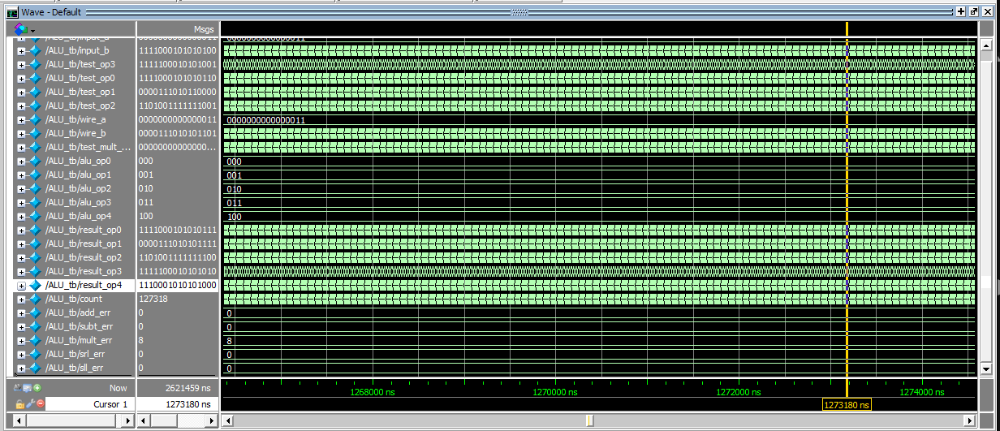 Wave - Default
Msgs
/ALU_tb/input_a 0000000000000011 0000000000000011
/ALU_tb/input_b 1111000101010100
/ALU_tb/test_op3 1111100010101001
/ALU_tb/test_op0 1111000101010110
/ALU_tb/test_op1 0000111010110000
/ALU_tb/test_op2 1101001111111001
/ALU_tb/wire_a 0000000000000011 0000000000000011
/ALU_tb/wire_b 0000111010101101
/ALU_tb/test_mult_... 00000000000000...
/ALU_tb/alu_op0 000 000
/ALU_tb/alu_op1 001 001
/ALU_tb/alu_op2 010 010
/ALU_tb/alu_op3 011 011
/ALU_tb/alu_op4 100 100
/ALU_tb/result_op0 1111000101010111
/ALU_tb/result_op1 0000111010101111
/ALU_tb/result_op2 1101001111111100
/ALU_tb/result_op3 1111100010101010
/ALU_tb/result_op4 1110001010101000
/ALU_tb/count 127318
/ALU_tb/add_err 0 0
/ALU_tb/subt_err 0 0
/ALU_tb/mult_err 8 8
/ALU_tb/srl_err 0 0
/ALU_tb/sll_err 0 0
Now 2621459 ns 1268000 ns 1270000 ns 1272000 ns 1274000 ns
Cursor 1 1273180 ns 1273180 ns